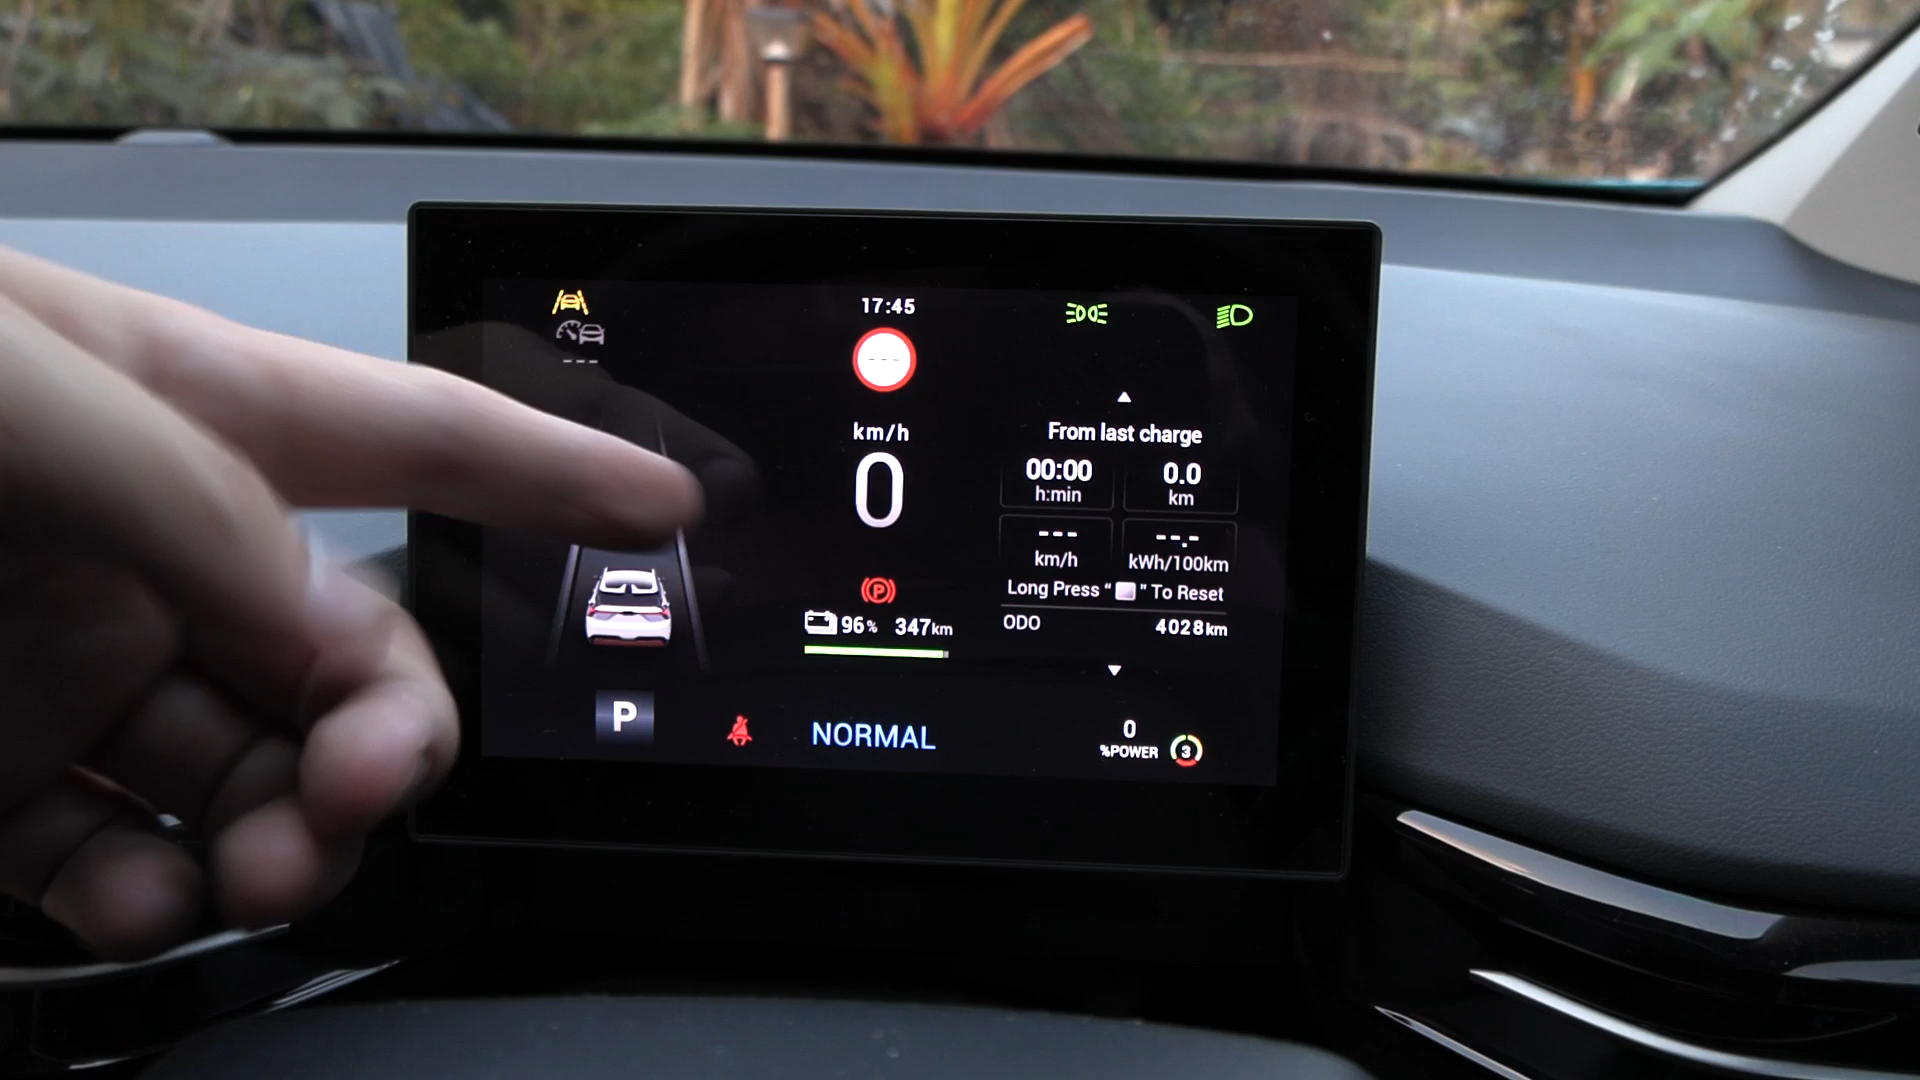 17:45
---
---
km/h
0
96% 347km
From last charge
00:00 0.0
h:min km
--- --.-
km/h kWh/100km
Long Press “ ” To Reset
ODO 4028km
P
NORMAL
0
%POWER 3